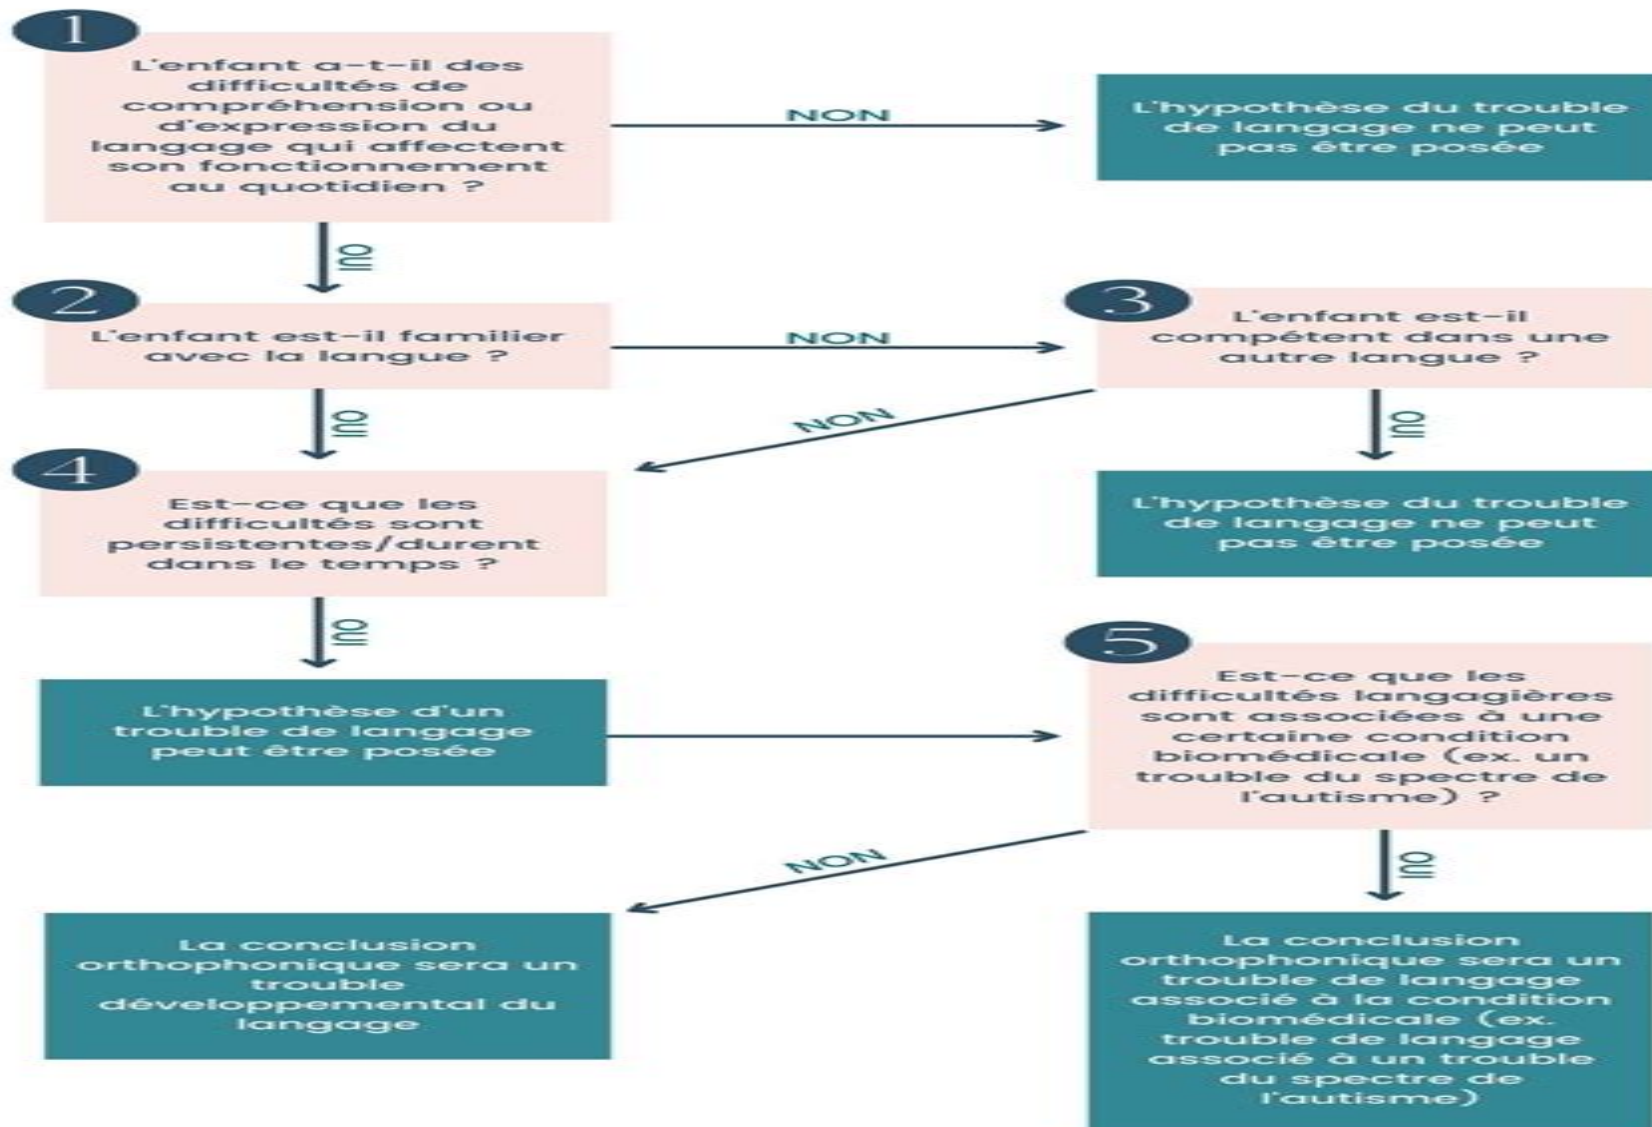 1
L'enfant a-t-il des
difficultés de
compréhension ou
d'expression du
langage qui affectent
son fonctionnement
au quotidien ?
NON
L'hypothèse du trouble
de langage ne peut
pas être posée
OUI
2
L'enfant est-il familier
avec la langue ?
NON
3
L'enfant est-il
compétent dans une
autre langue ?
OUI
NON
OUI
4
Est-ce que les
difficultés sont
persistentes/durent
dans le temps ?
L'hypothèse du trouble
de langage ne peut
pas être posée
OUI
L'hypothèse d'un
trouble de langage
peut être posée
5
Est-ce que les
difficultés langagières
sont associées à une
certaine condition
biomédicale (ex. un
trouble du spectre de
l'autisme) ?
NON
OUI
La conclusion
orthophonique sera un
trouble
développemental du
langage
La conclusion
orthophonique sera un
trouble de langage
associé à la condition
biomédicale (ex.
trouble de langage
associé à un trouble
du spectre de
l'autisme)